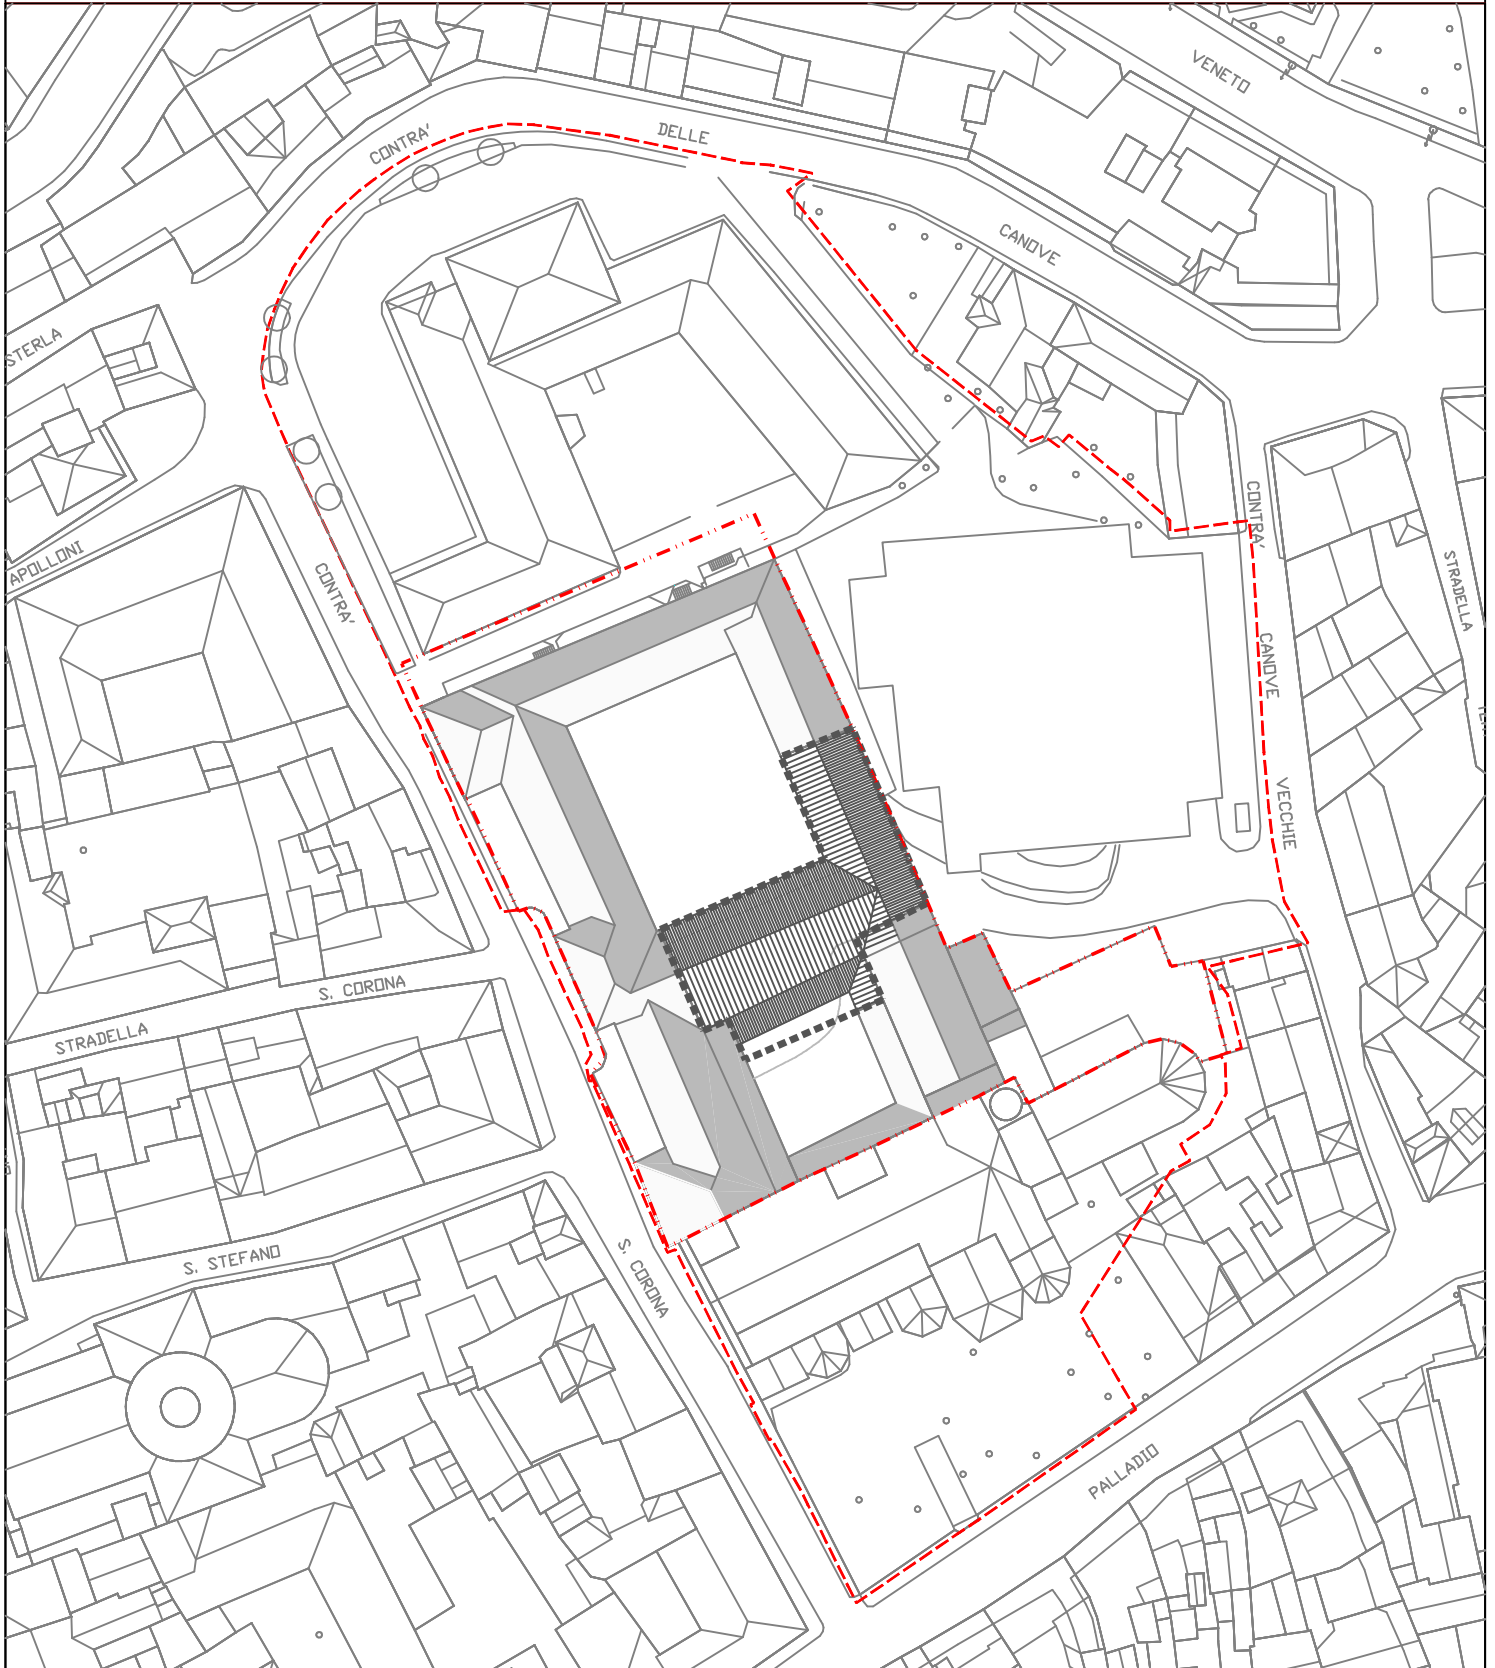 VENETO
CONTRA'
DELLE
CANOVE
STERLA
CONTRA'
STRADELLA
APOLLONI
CONTRA'
CANOVE
VECCHIE
S. CORONA
STRADELLA
S. STEFANO
S. CORONA
PALLADIO